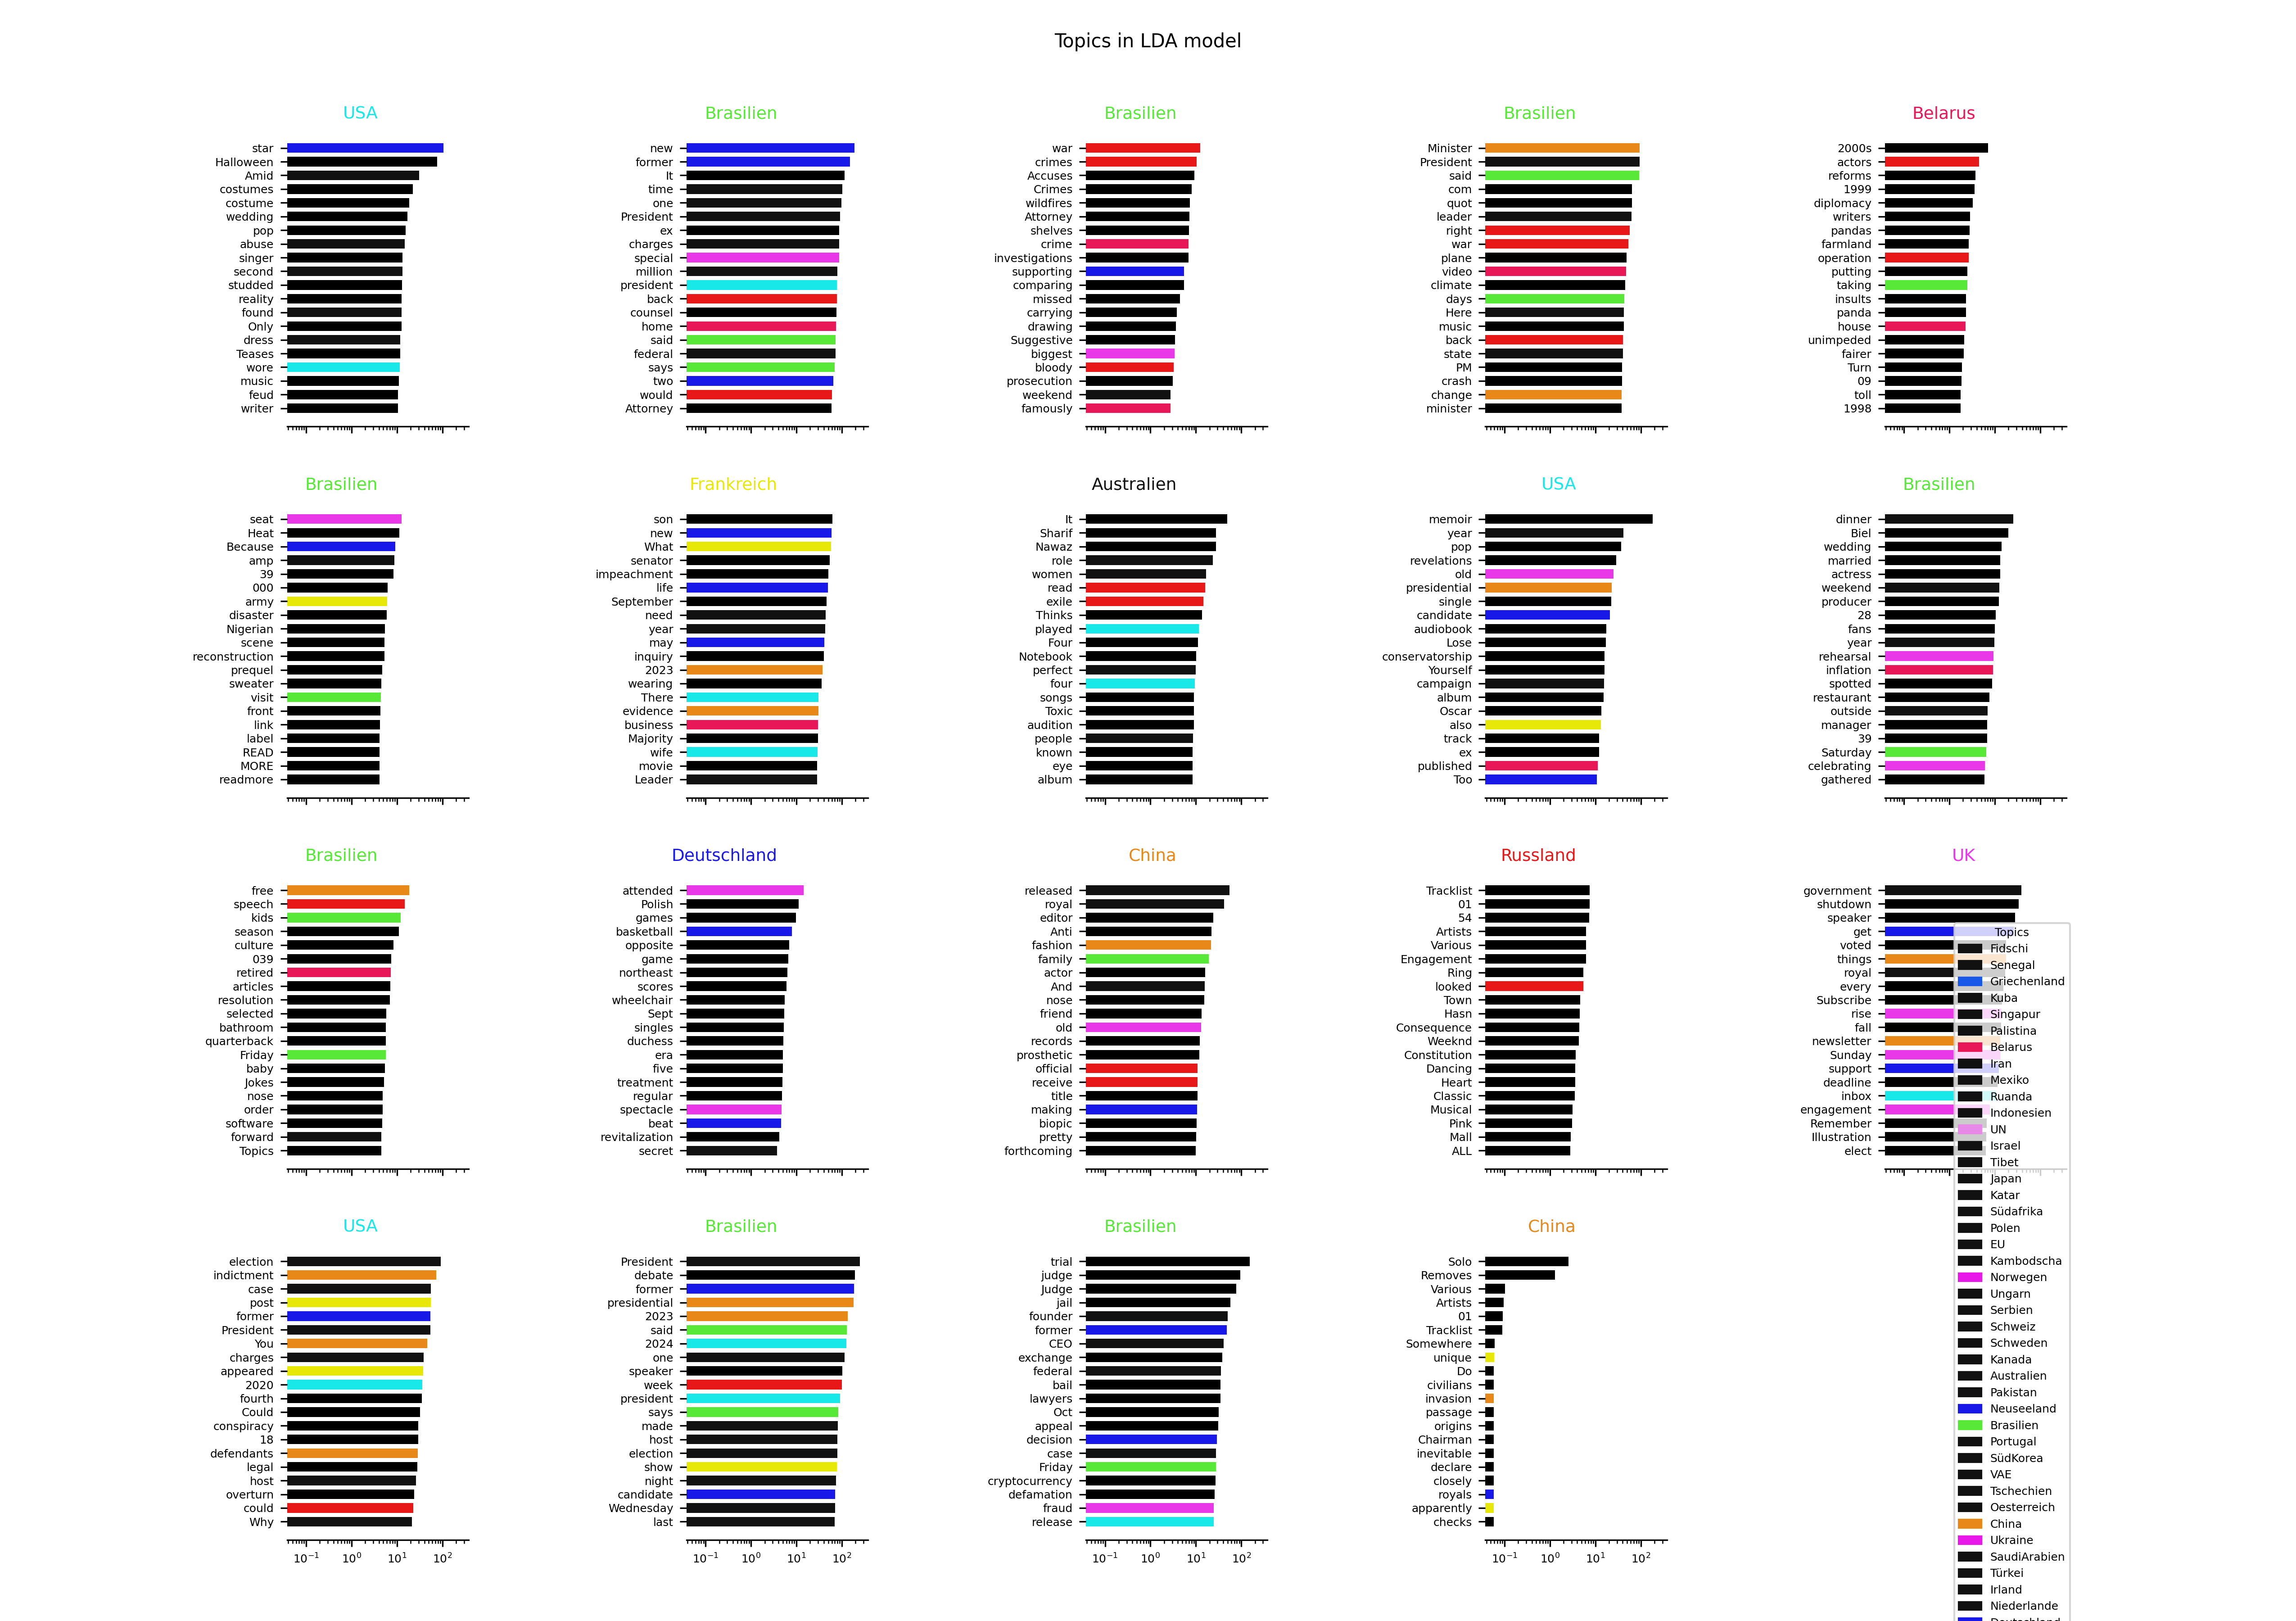 Topics in LDA model
USA
star
Halloween
Amid
costumes
costume
wedding
pop
abuse
singer
second
studded
reality
found
Only
dress
Teases
wore
music
feud
writer
Brasilien
new
former
It
time
one
President
ex
charges
special
million
president
back
counsel
home
said
federal
says
two
would
Attorney
Brasilien
war
crimes
Accuses
Crimes
wildfires
Attorney
shelves
crime
investigations
supporting
comparing
missed
carrying
drawing
Suggestive
biggest
bloody
prosecution
weekend
famously
Brasilien
Minister
President
said
com
quot
leader
right
war
plane
video
climate
days
Here
music
back
state
PM
crash
change
minister
Belarus
2000s
actors
reforms
1999
diplomacy
writers
pandas
farmland
operation
putting
taking
insults
panda
house
unimpeded
fairer
Turn
09
toll
1998
Brasilien
seat
Heat
Because
amp
39
000
army
disaster
Nigerian
scene
reconstruction
prequel
sweater
visit
front
link
label
READ
MORE
readmore
Frankreich
son
new
What
senator
impeachment
life
September
need
year
may
inquiry
2023
wearing
There
evidence
business
Majority
wife
movie
Leader
Australien
It
Sharif
Nawaz
role
women
read
exile
Thinks
played
Four
Notebook
perfect
four
songs
Toxic
audition
people
known
eye
album
USA
memoir
year
pop
revelations
old
presidential
single
candidate
audiobook
Lose
conservatorship
Yourself
campaign
album
Oscar
also
track
ex
published
Too
Brasilien
dinner
Biel
wedding
married
actress
weekend
producer
28
fans
year
rehearsal
inflation
spotted
restaurant
outside
manager
39
Saturday
celebrating
gathered
Brasilien
free
speech
kids
season
culture
039
retired
articles
resolution
selected
bathroom
quarterback
Friday
baby
Jokes
nose
order
software
forward
Topics
Deutschland
attended
Polish
games
basketball
opposite
game
northeast
scores
wheelchair
Sept
singles
duchess
era
five
treatment
regular
spectacle
beat
revitalization
secret
China
released
royal
editor
Anti
fashion
family
actor
And
nose
friend
old
records
prosthetic
official
receive
title
making
biopic
pretty
forthcoming
Russland
Tracklist
01
54
Artists
Various
Engagement
Ring
looked
Town
Hasn
Consequence
Weeknd
Constitution
Dancing
Heart
Classic
Musical
Pink
Mall
ALL
UK
government
shutdown
speaker
get
voted
things
royal
every
Subscribe
rise
fall
newsletter
Sunday
support
deadline
inbox
engagement
Remember
Illustration
elect
USA
election
indictment
case
post
former
President
You
charges
appeared
2020
fourth
Could
conspiracy
18
defendants
legal
host
overturn
could
Why
10⁻¹ 10⁰ 10¹ 10²
Brasilien
President
debate
former
presidential
2023
said
2024
one
speaker
week
president
says
made
host
election
show
night
candidate
Wednesday
last
10⁻¹ 10⁰ 10¹ 10²
Brasilien
trial
judge
Judge
jail
founder
former
CEO
exchange
federal
bail
lawyers
Oct
appeal
decision
case
Friday
cryptocurrency
defamation
fraud
release
10⁻¹ 10⁰ 10¹ 10²
China
Solo
Removes
Various
Artists
01
Tracklist
Somewhere
unique
Do
civilians
invasion
passage
origins
Chairman
inevitable
declare
closely
royals
apparently
checks
10⁻¹ 10⁰ 10¹ 10²
Topics
Fidschi
Senegal
Griechenland
Kuba
Singapur
Palistina
Belarus
Iran
Mexiko
Ruanda
Indonesien
UN
Israel
Tibet
Japan
Katar
Südafrika
Polen
EU
Kambodscha
Norwegen
Ungarn
Serbien
Schweiz
Schweden
Kanada
Australien
Pakistan
Neuseeland
Brasilien
Portugal
SüdKorea
VAE
Tschechien
Oesterreich
China
Ukraine
SaudiArabien
Türkei
Irland
Niederlande